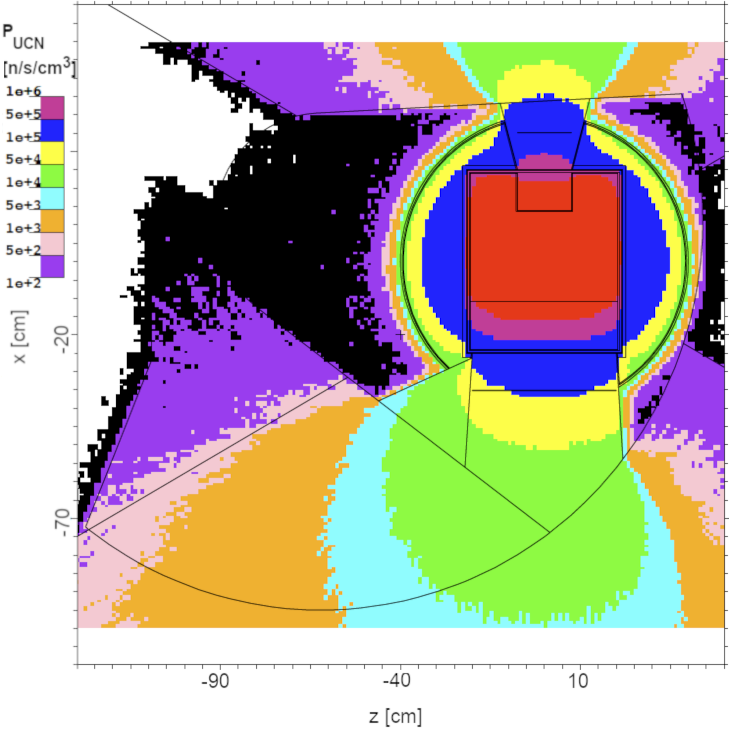 P
UCN
[n/s/cm³]
1e+6
5e+5
1e+5
5e+4
1e+4
5e+3
1e+3
5e+2
1e+2
x [cm]
-20
-70
-90
-40
10
z [cm]